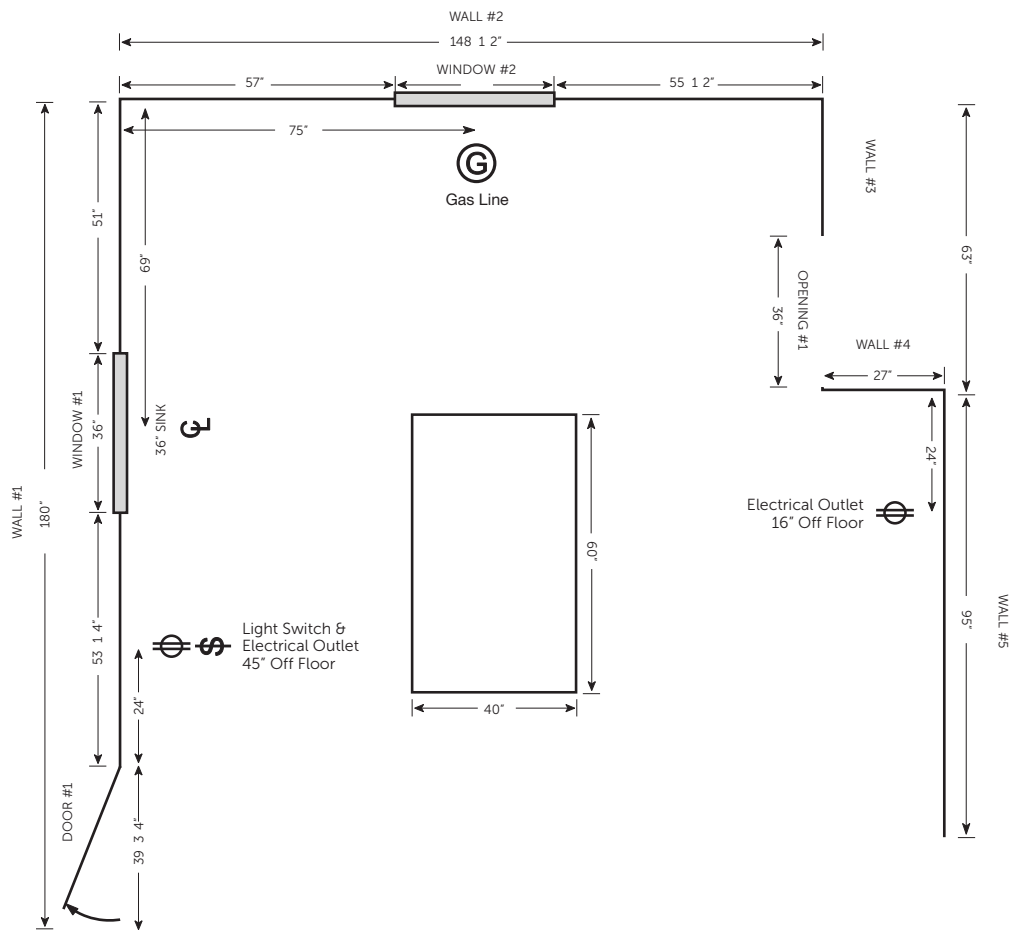 WALL #2
148 1 2"
WINDOW #2
57"
55 1 2"
75"
G
Gas Line
WALL #3
51"
69"
63"
OPENING #1
36"
WALL #4
27"
WINDOW #1
36"
36" SINK
CL
24"
WALL #1
180"
Electrical Outlet
16" Off Floor
60"
95"
WALL #5
53 1 4"
S
Light Switch &
Electrical Outlet
45" Off Floor
24"
40"
DOOR #1
39 3 4"